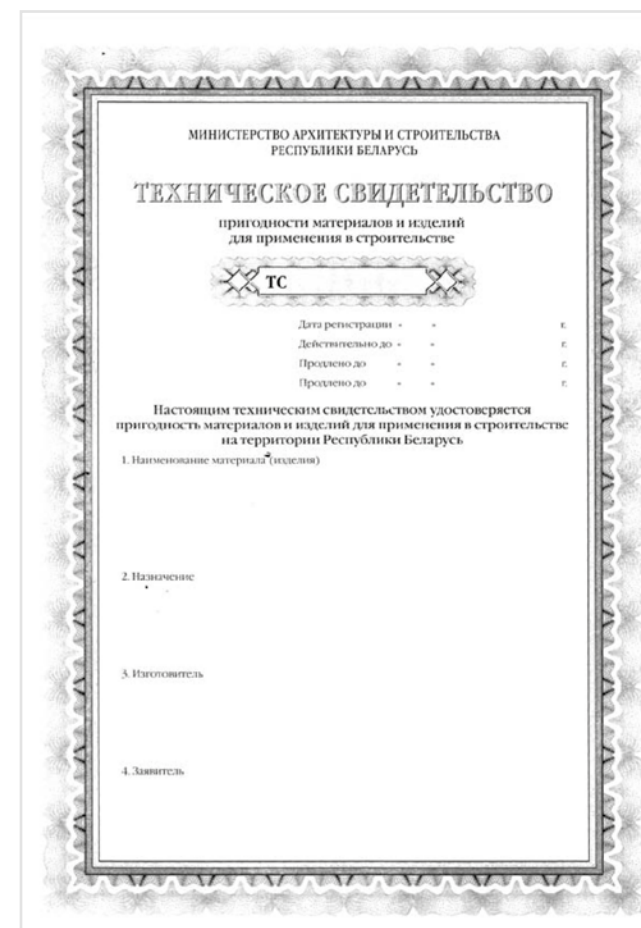 МИНИСТЕРСТВО АРХИТЕКТУРЫ И СТРОИТЕЛЬСТВА
РЕСПУБЛИКИ БЕЛАРУСЬ
ТЕХНИЧЕСКОЕ СВИДЕТЕЛЬСТВО
пригодности материалов и изделий
для применения в строительстве
ТС
Дата регистрации « » г.
Действительно до « » г.
Продлено до « » г.
Продлено до « » г.
Настоящим техническим свидетельством удостоверяется
пригодность материалов и изделий для применения в строительстве
на территории Республики Беларусь
1. Наименование материала (изделия)
2. Назначение
3. Изготовитель
4. Заявитель